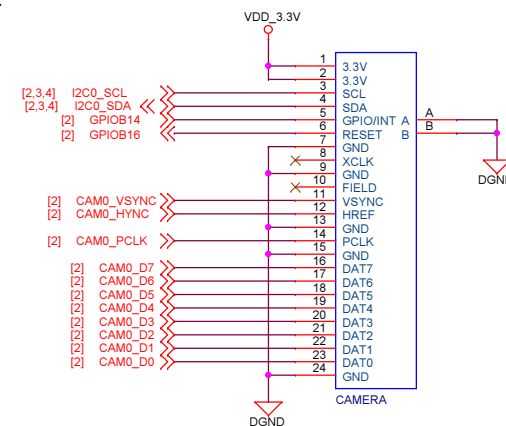 VDD_3.3V
1 3.3V
2 3.3V
[2,3,4] I2C0_SCL 3 SCL
[2,3,4] I2C0_SDA 4 SDA
[2] GPIOB14 5 GPIO/INT A A
[2] GPIOB16 6 RESET B B
7 GND
8 XCLK
9 GND
DGND
10 FIELD
[2] CAM0_VSYNC 11 VSYNC
[2] CAM0_HYNC 12 HREF
13 GND
[2] CAM0_PCLK 14 PCLK
15 GND
[2] CAM0_D7 16 DAT7
[2] CAM0_D6 17 DAT6
[2] CAM0_D5 18 DAT5
[2] CAM0_D4 19 DAT4
[2] CAM0_D3 20 DAT3
[2] CAM0_D2 21 DAT2
[2] CAM0_D1 22 DAT1
[2] CAM0_D0 23 DAT0
24 GND
CAMERA
DGND